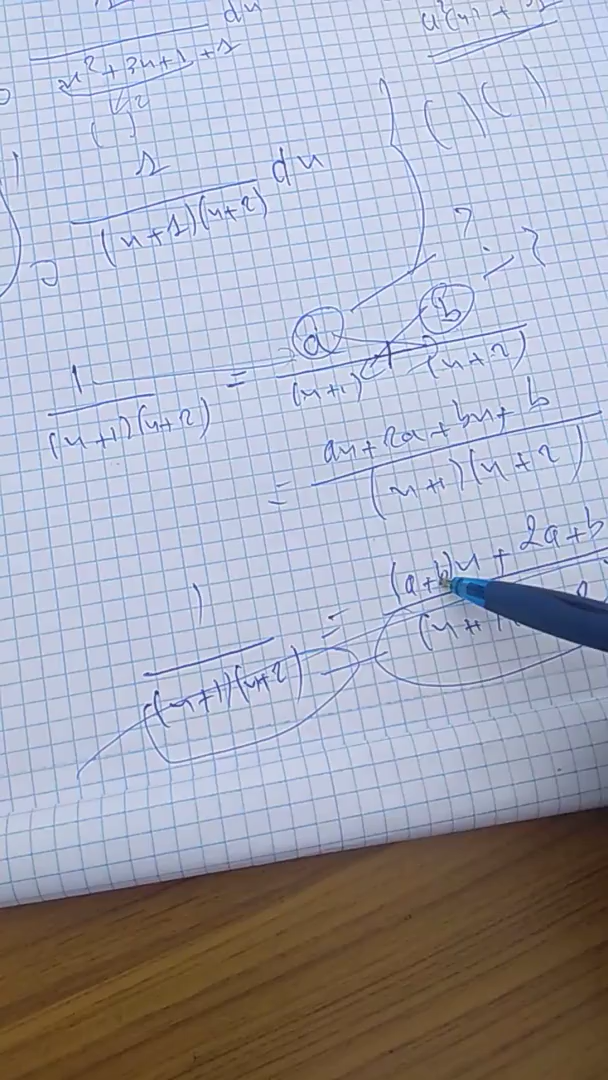 du
u²+3u+1+1
( )
( ) ( )
1
(u+1)(u+2) du
?
?
a b
1
(u+1)(u+2) = (u+1) (u+2)
= au+2a+bu+b
(u+1)(u+2)
1 = (a+b)u + 2a+b
(u+1)(u+2)